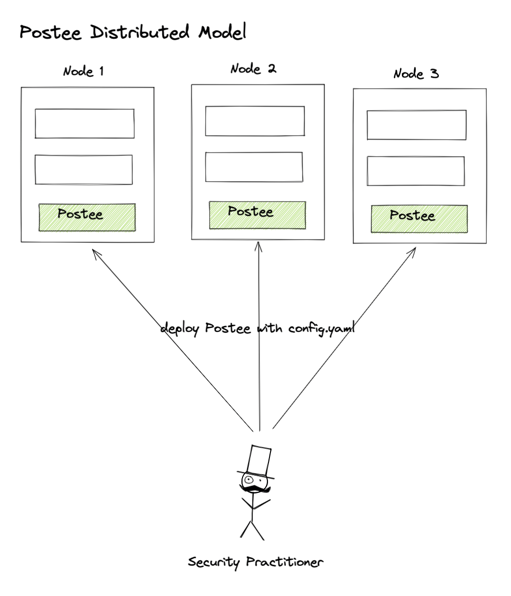 Postee Distributed Model
Node 1
Node 2
Node 3
Postee
Postee
Postee
deploy Postee with config.yaml
Security Practitioner